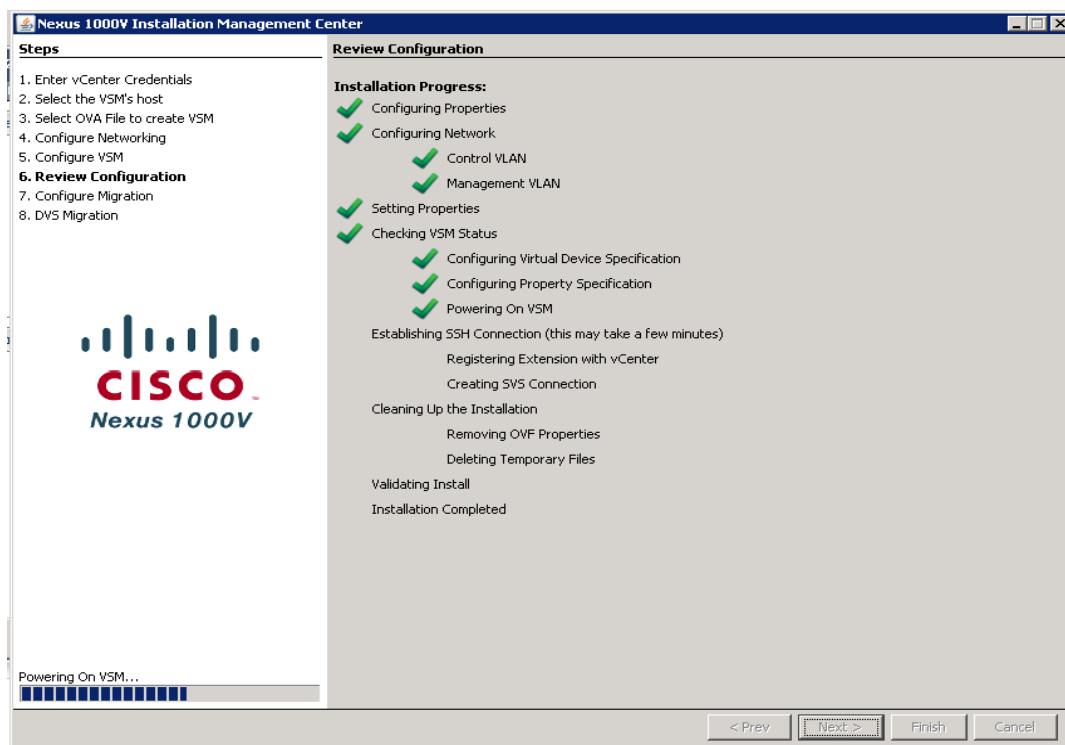 Nexus 1000V Installation Management Center
Steps
1. Enter vCenter Credentials
2. Select the VSM's host
3. Select OVA File to create VSM
4. Configure Networking
5. Configure VSM
6. Review Configuration
7. Configure Migration
8. DVS Migration
CISCO
Nexus 1000V
Powering On VSM...
Review Configuration
Installation Progress:
Configuring Properties
Configuring Network
Control VLAN
Management VLAN
Setting Properties
Checking VSM Status
Configuring Virtual Device Specification
Configuring Property Specification
Powering On VSM
Establishing SSH Connection (this may take a few minutes)
Registering Extension with vCenter
Creating SVS Connection
Cleaning Up the Installation
Removing OVF Properties
Deleting Temporary Files
Validating Install
Installation Completed
< Prev Next > Finish Cancel